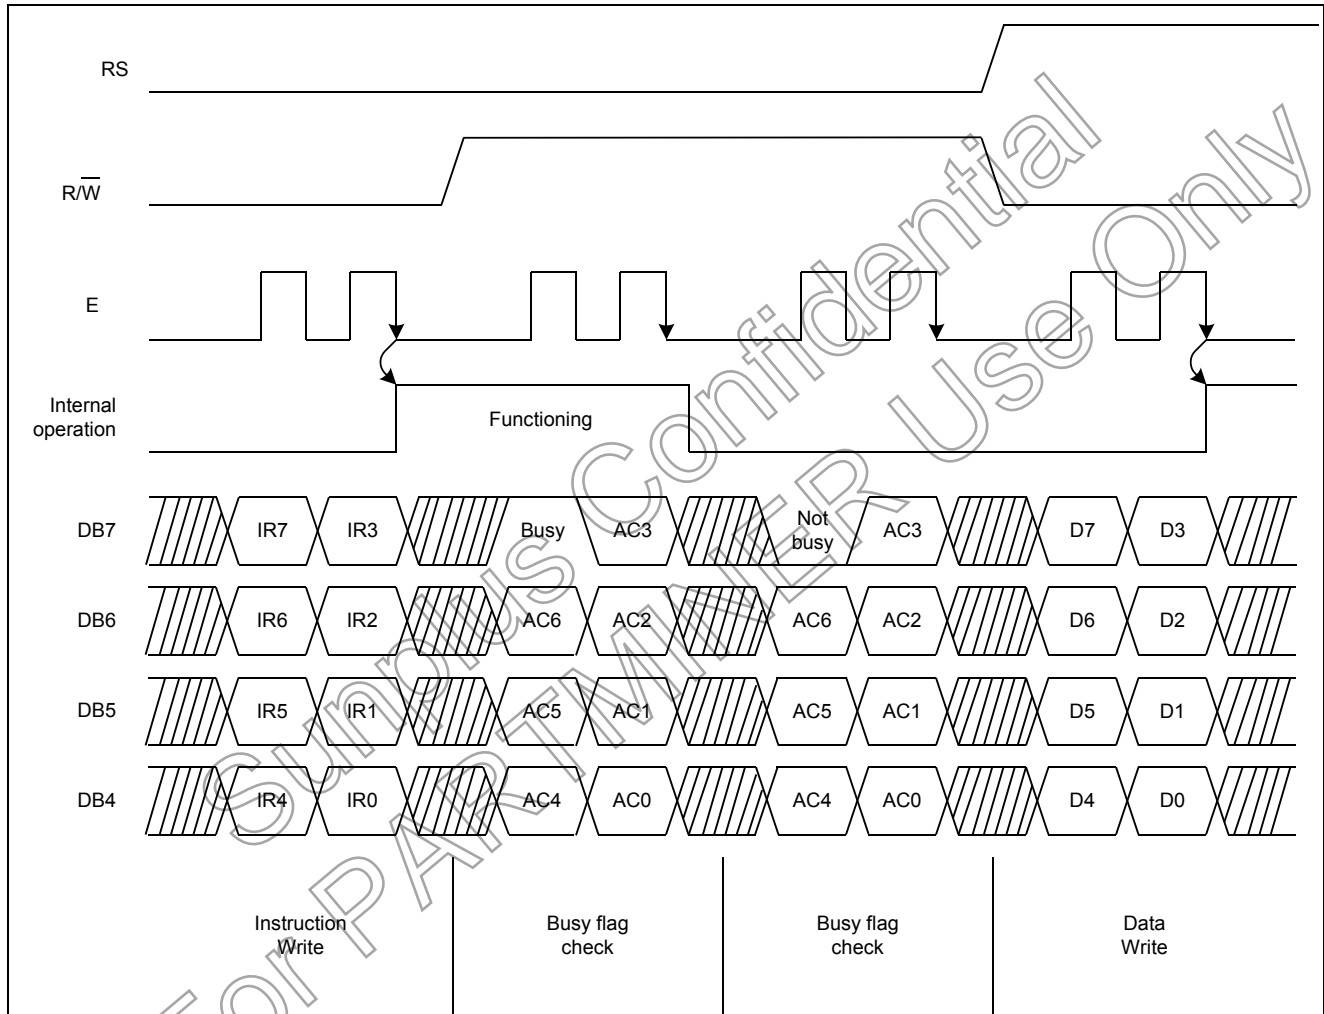 RS
R/W
E
Internal
operation
Functioning
DB7 IR7 IR3 Busy AC3 Not busy AC3 D7 D3
DB6 IR6 IR2 AC6 AC2 AC6 AC2 D6 D2
DB5 IR5 IR1 AC5 AC1 AC5 AC1 D5 D1
DB4 IR4 IR0 AC4 AC0 AC4 AC0 D4 D0
Instruction Write
Busy flag check
Busy flag check
Data Write
Sunplus Confidential
For PARTMINER Use Only